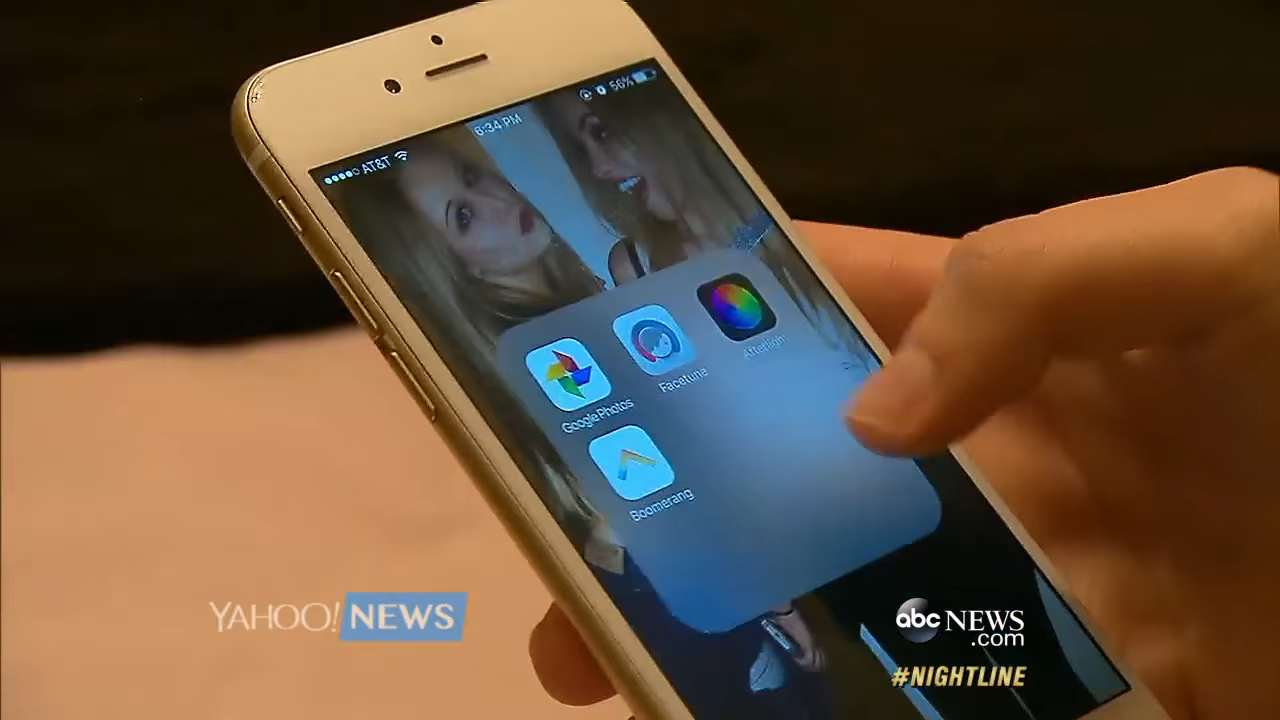 AT&T
6:34 PM
56%
Google Photos
Facetune
Afterlight
Boomerang
YAHOO! NEWS
abc NEWS
.com
#NIGHTLINE